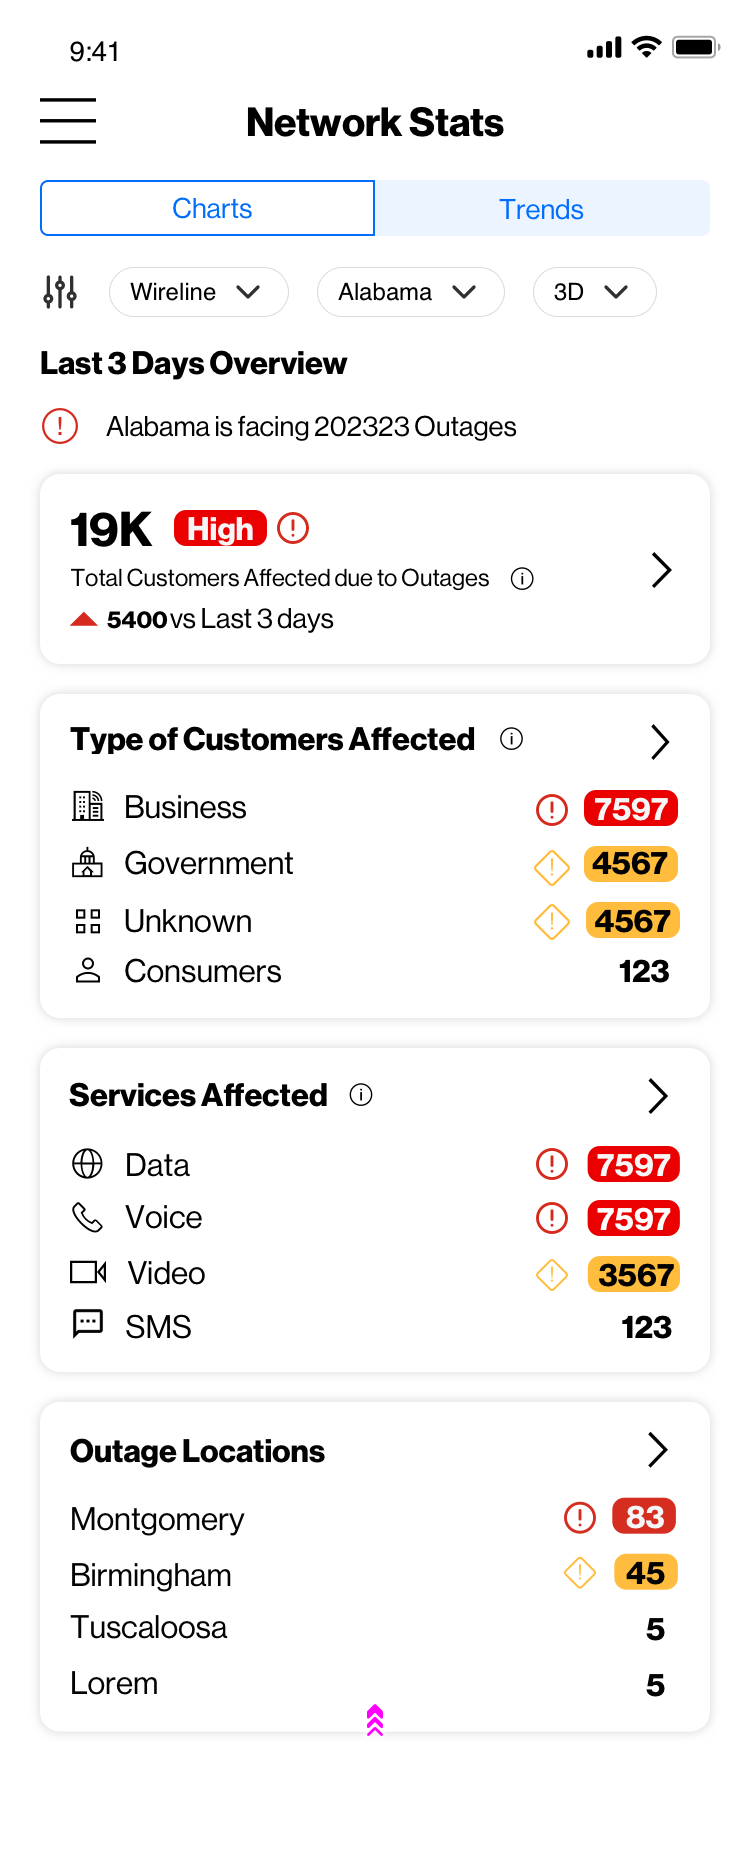 9:41
Network Stats
Charts Trends
Wireline Alabama 3D
Last 3 Days Overview
Alabama is facing 202323 Outages
19K High
Total Customers Affected due to Outages
5400 vs Last 3 days
Type of Customers Affected
Business 7597
Government 4567
Unknown 4567
Consumers 123
Services Affected
Data 7597
Voice 7597
Video 3567
SMS 123
Outage Locations
Montgomery 83
Birmingham 45
Tuscaloosa 5
Lorem 5